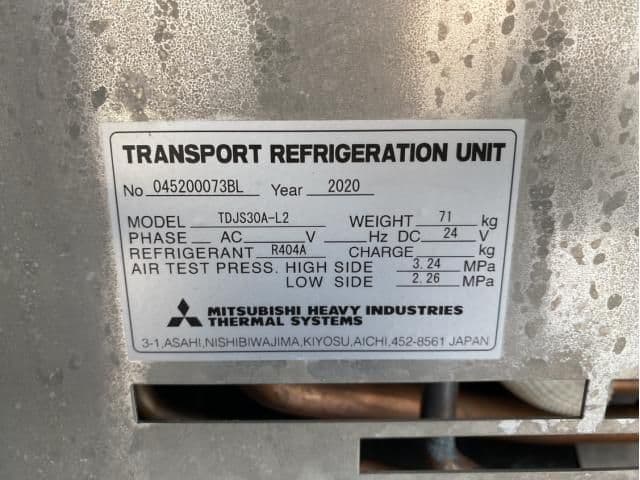 TRANSPORT REFRIGERATION UNIT
No 045200073BL Year 2020
MODEL TDJS30A-L2 WEIGHT 71 kg
PHASE AC V Hz DC 24 V
REFRIGERANT R404A CHARGE kg
AIR TEST PRESS. HIGH SIDE 3.24 MPa
LOW SIDE 2.26 MPa
MITSUBISHI HEAVY INDUSTRIES
THERMAL SYSTEMS
3-1,ASAHI,NISHIBIWAJIMA,KIYOSU,AICHI,452-8561 JAPAN